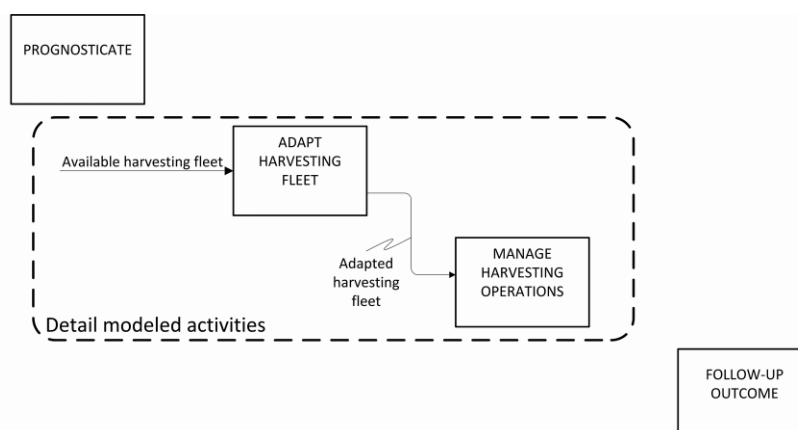 PROGNOSTICATE
ADAPT
HARVESTING
FLEET
Available harvesting fleet
MANAGE
HARVESTING
OPERATIONS
Adapted
harvesting
fleet
Detail modeled activities
FOLLOW-UP
OUTCOME